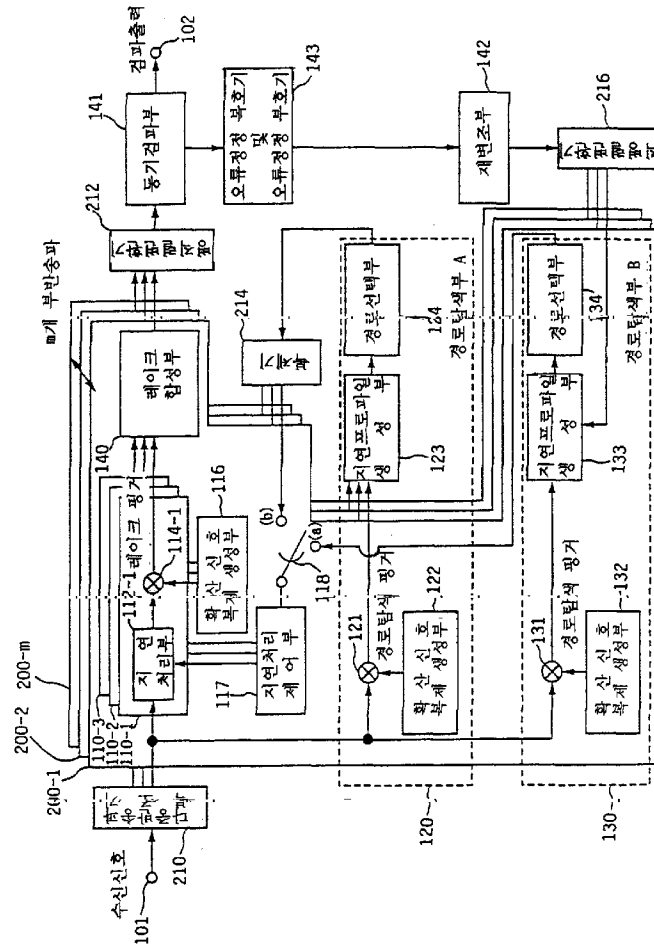 수신신호
101
210
200-1
200-2
200-m
m개 부반송파
110-1
110-2
110-3
지 연
처리부
112-1
114-1
레이크 핑거
확 산 신 호
복제 생성부
116
지연처리
제 어 부
117
118
(b)
(a)
140
레이크
합성부
212
141
동기검파부
검파출력
102
오류정정 복호기
및
오류정정 부호기
143
재변조부
142
216
214
120
121
경로탐색 핑거
확 산 신 호
복제 생성부
122
지연프로파일
생 성 부
123
경로선택부
124
경로탐색부 A
130
131
경로탐색 핑거
확 산 신 호
복제 생성부
132
지연프로파일
생 성 부
133
경로선택부
134
경로탐색부 B